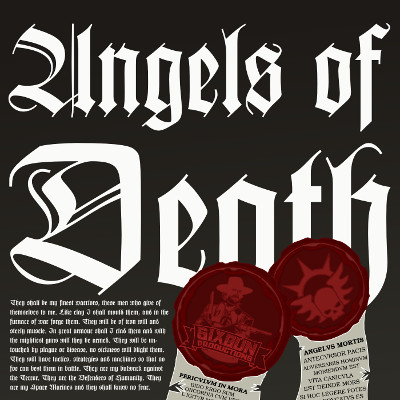 Angels of
Death
They shall be my finest warriors, these men who give of
themselves to me. Like clay I shall mould them, and in the
furnace of war forge them. They will be of iron will and
steely muscle. In great armour shall I clad them and with
the mightiest guns will they be armed. They will be un-
touched by plague or disease, no sickness will blight them.
They will have tactics, strategies and machines so that no
foe can best them in battle. They are my bulwark against
the Terror. They are the Defenders of Humanity. They
are my Space Marines and they shall know no fear.
SIXGUN
PRODUCTIONS
PERICULUM IN MORA
ANGELVS MORTIS
ANTECVRSOR PACIS
VITA CANICVLA